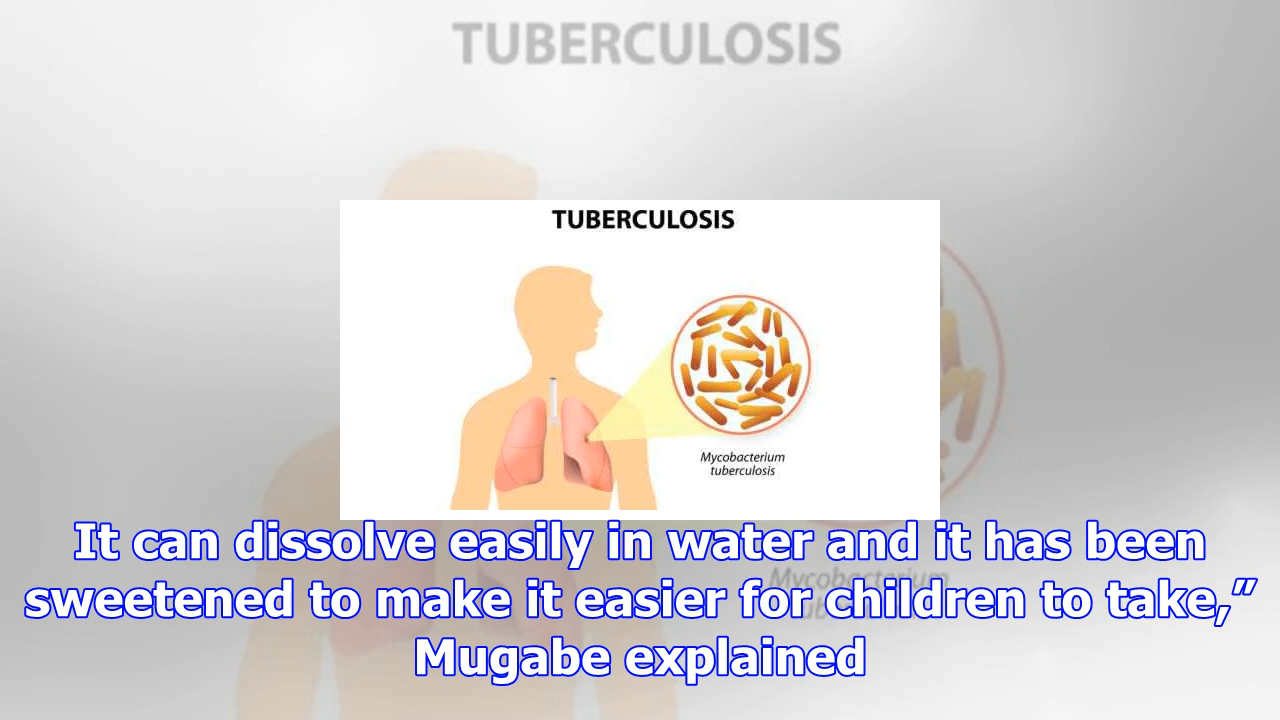 TUBERCULOSIS
TUBERCULOSIS
Mycobacterium
tuberculosis
It can dissolve easily in water and it has been
sweetened to make it easier for children to take,”
Mugabe explained
Mycobacterium